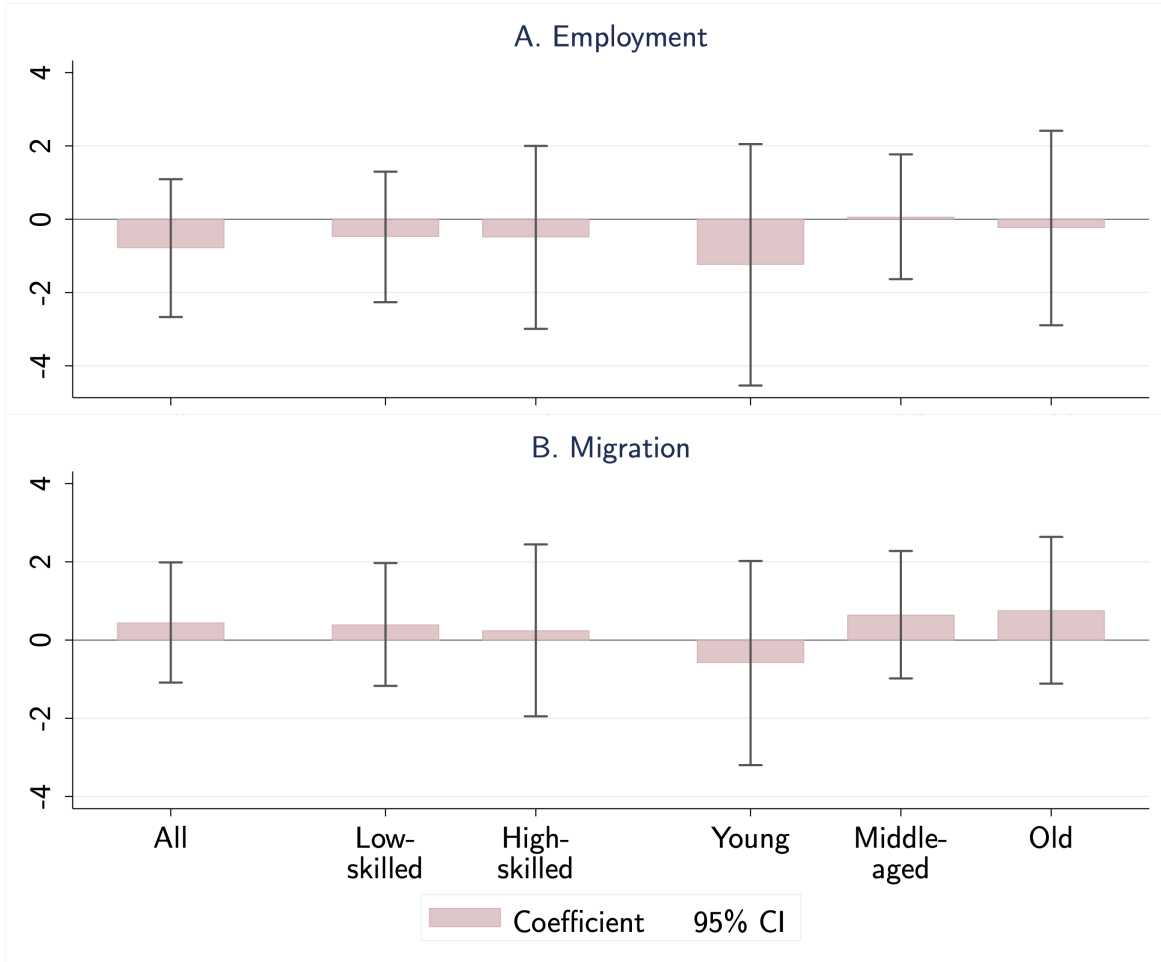 A. Employment
4
2
0
-2
-4
B. Migration
4
2
0
-2
-4
All
Low-
skilled
High-
skilled
Young
Middle-
aged
Old
Coefficient 95% CI